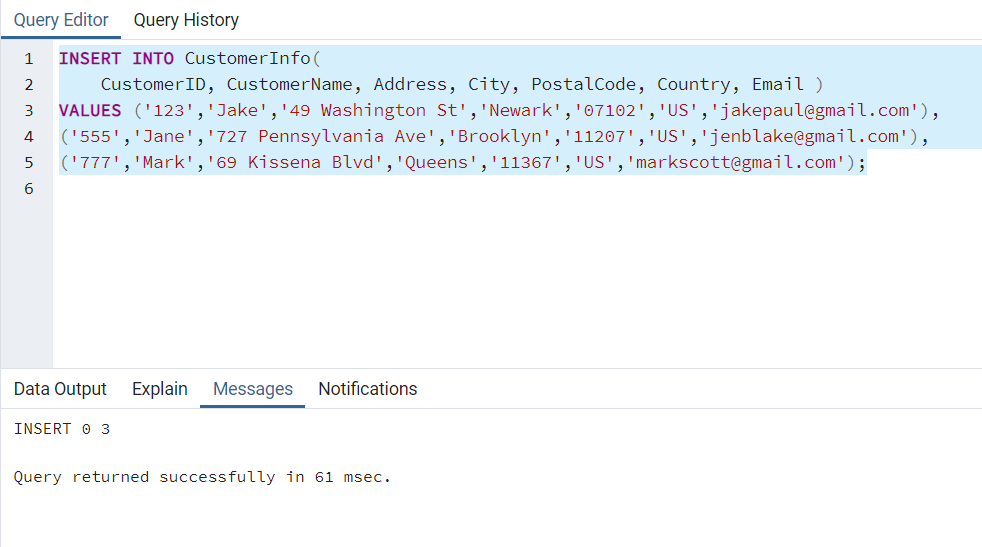 Query Editor Query History
1 INSERT INTO CustomerInfo(
2 CustomerID, CustomerName, Address, City, PostalCode, Country, Email )
3 VALUES ('123','Jake','49 Washington St','Newark','07102','US','jakepaul@gmail.com'),
4 ('555','Jane','727 Pennsylvania Ave','Brooklyn','11207','US','jenblake@gmail.com'),
5 ('777','Mark','69 Kissena Blvd','Queens','11367','US','markscott@gmail.com');
6
Data Output Explain Messages Notifications
INSERT 0 3
Query returned successfully in 61 msec.